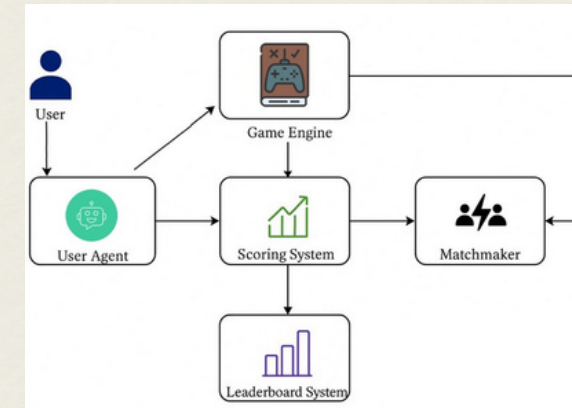 User
Game Engine
User Agent
Scoring System
Matchmaker
Leaderboard System